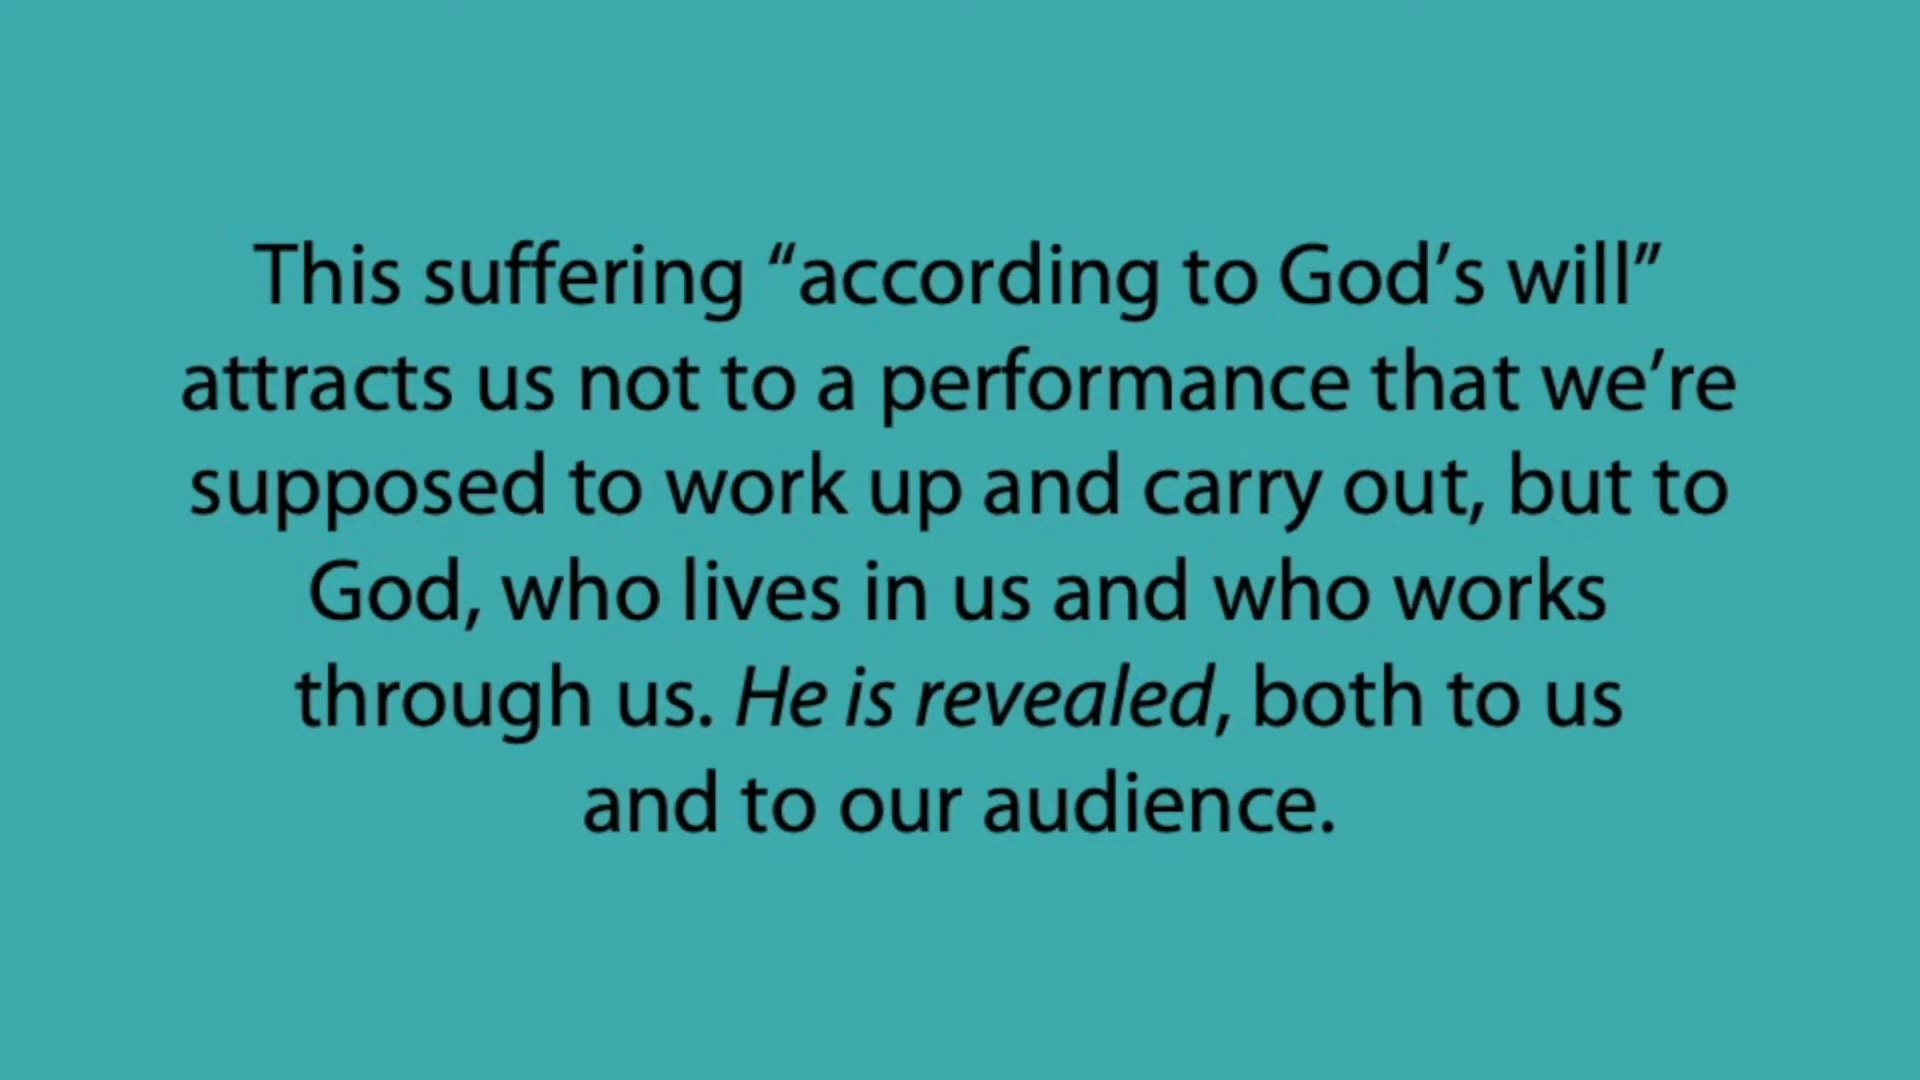 This suffering “according to God’s will”
attracts us not to a performance that we’re
supposed to work up and carry out, but to
God, who lives in us and who works
through us. He is revealed, both to us
and to our audience.